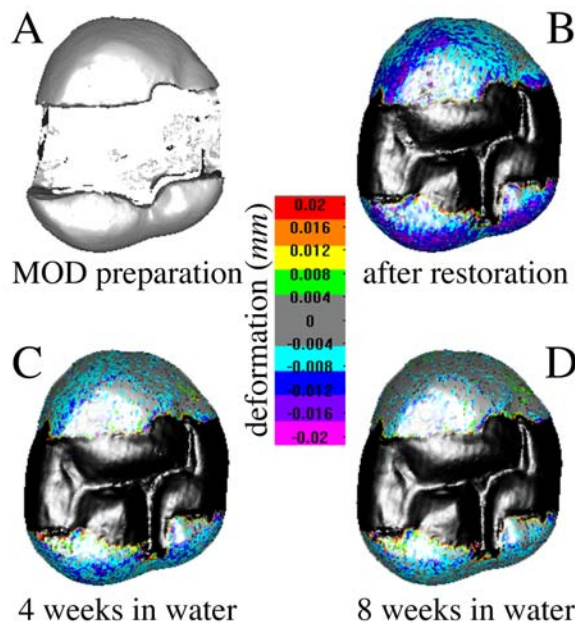 A
B
MOD preparation
after restoration
deformation (mm)
0.02
0.016
0.012
0.008
0.004
0
-0.004
-0.008
-0.012
-0.016
-0.02
C
D
4 weeks in water
8 weeks in water